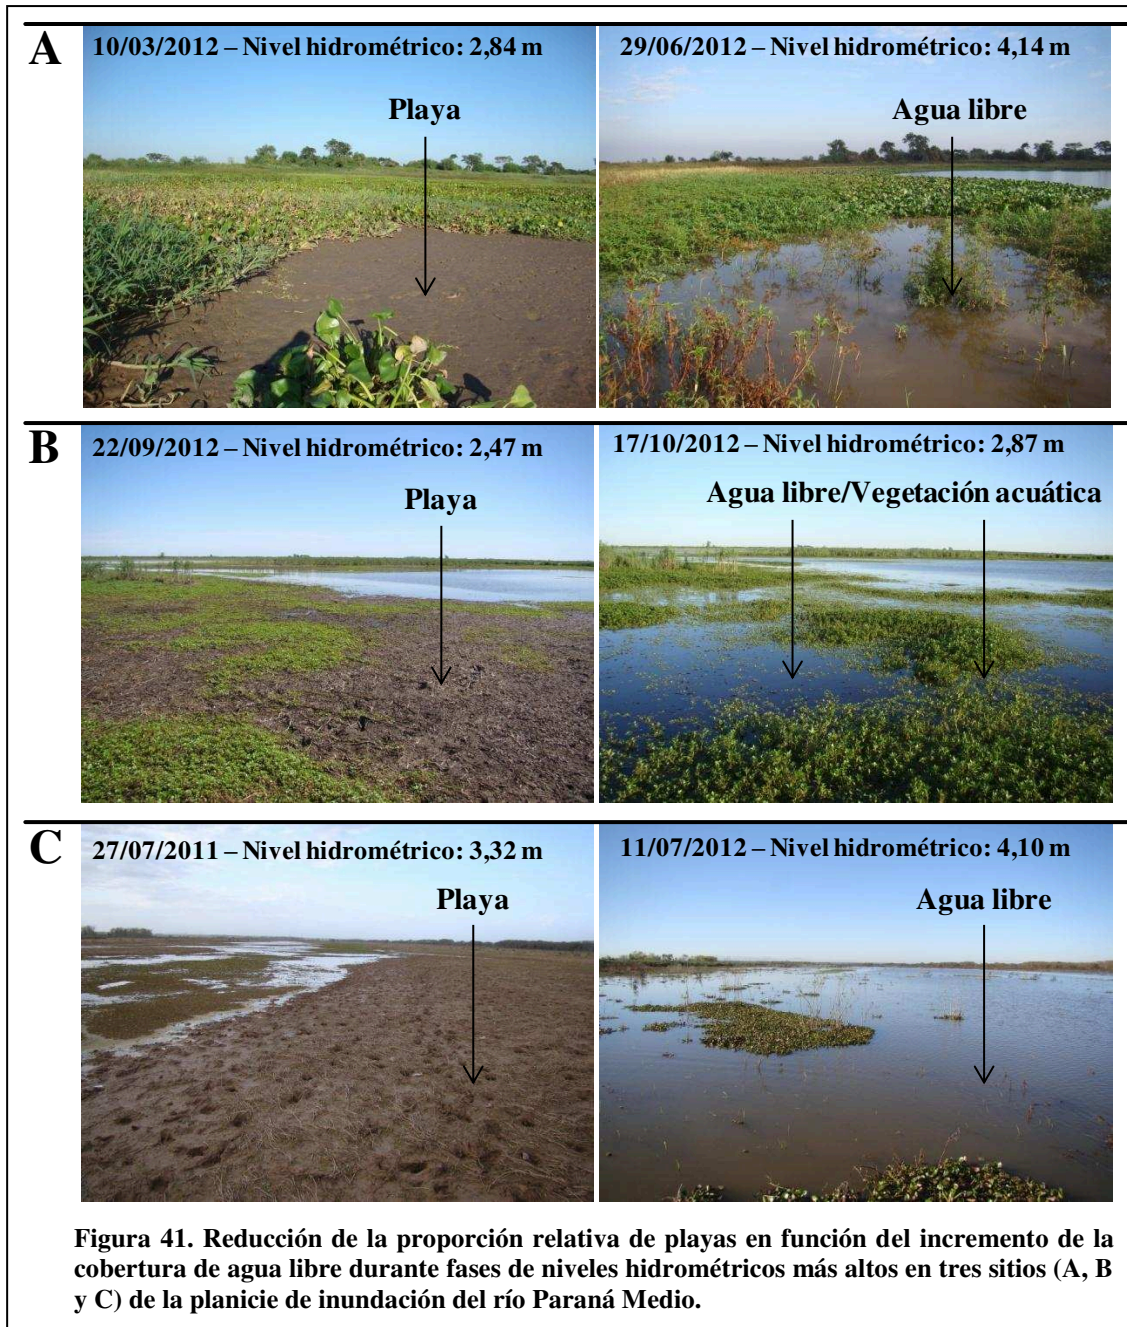 A
10/03/2012 – Nivel hidrométrico: 2,84 m
Playa
29/06/2012 – Nivel hidrométrico: 4,14 m
Agua libre
B
22/09/2012 – Nivel hidrométrico: 2,47 m
Playa
17/10/2012 – Nivel hidrométrico: 2,87 m
Agua libre/Vegetación acuática
C
27/07/2011 – Nivel hidrométrico: 3,32 m
Playa
11/07/2012 – Nivel hidrométrico: 4,10 m
Agua libre
Figura 41. Reducción de la proporción relativa de playas en función del incremento de la
cobertura de agua libre durante fases de niveles hidrométricos más altos en tres sitios (A, B
y C) de la planicie de inundación del río Paraná Medio.